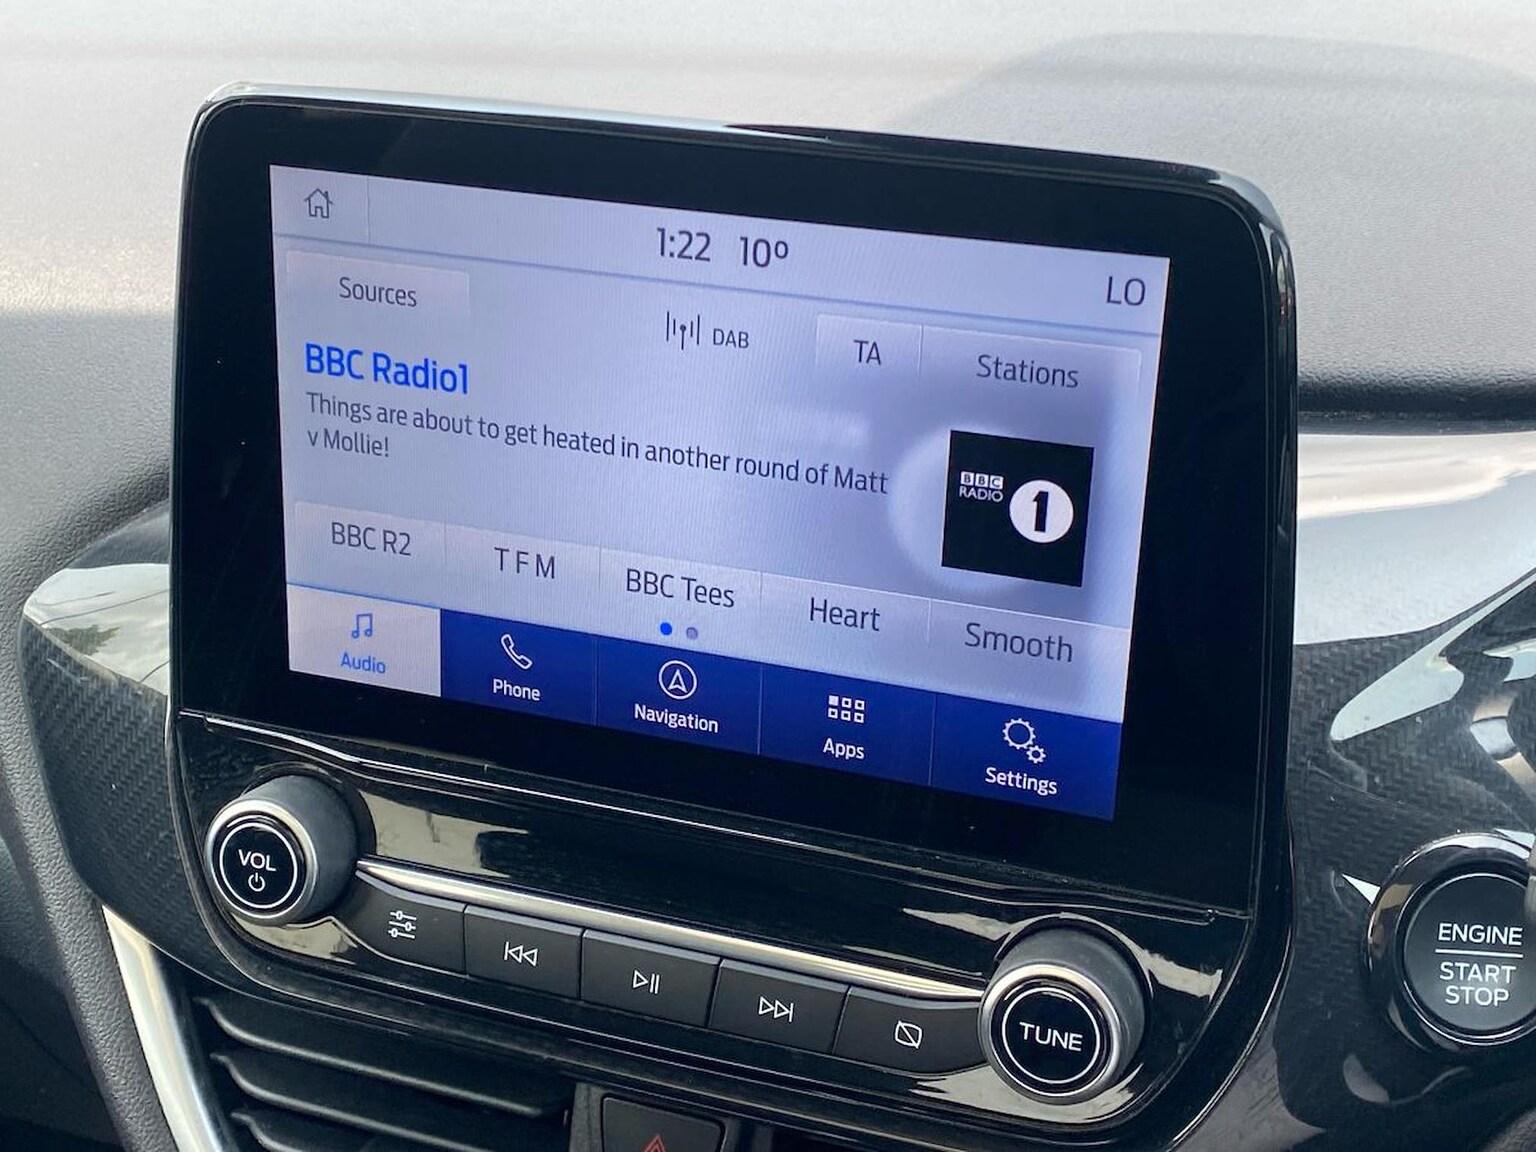 1:22 10º
LO
Sources
DAB
TA
Stations
BBC Radio1
Things are about to get heated in another round of Matt
v Mollie!
BBC
RADIO
1
BBC R2
T F M
BBC Tees
Heart
Smooth
Audio
Phone
Navigation
Apps
Settings
VOL
TUNE
ENGINE
START
STOP